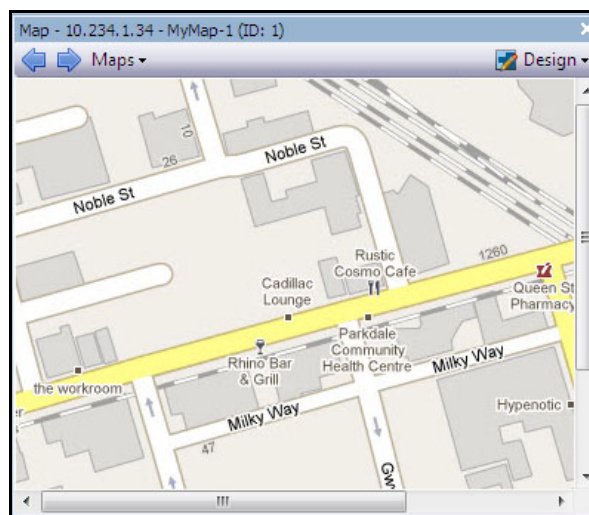 Map - 10.234.1.34 - MyMap-1 (ID: 1)
Maps
Design
10
26
Noble St
Noble St
1260
Rustic
Cosmo Cafe
Cadillac
Lounge
Queen St
Pharmacy
Parkdale
Community
Health Centre
Rhino Bar
& Grill
the workroom
Milky Way
Milky Way
Hypenotic
er
47
Gw